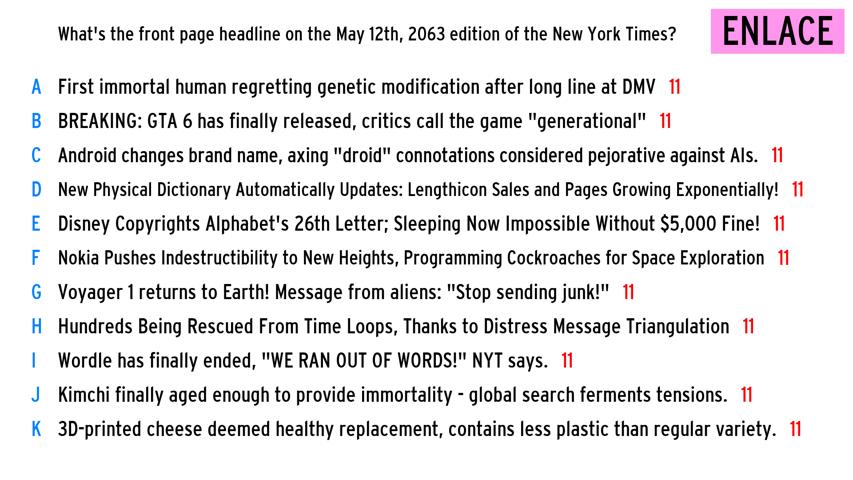 What's the front page headline on the May 12th, 2063 edition of the New York Times?
ENLACE
A First immortal human regretting genetic modification after long line at DMV 11
B BREAKING: GTA 6 has finally released, critics call the game "generational" 11
C Android changes brand name, axing "droid" connotations considered pejorative against AIs. 11
D New Physical Dictionary Automatically Updates: Lengthicon Sales and Pages Growing Exponentially! 11
E Disney Copyrights Alphabet's 26th Letter; Sleeping Now Impossible Without $5,000 Fine! 11
F Nokia Pushes Indestructibility to New Heights, Programming Cockroaches for Space Exploration 11
G Voyager 1 returns to Earth! Message from aliens: "Stop sending junk!" 11
H Hundreds Being Rescued From Time Loops, Thanks to Distress Message Triangulation 11
I Wordle has finally ended, "WE RAN OUT OF WORDS!" NYT says. 11
J Kimchi finally aged enough to provide immortality - global search ferments tensions. 11
K 3D-printed cheese deemed healthy replacement, contains less plastic than regular variety. 11